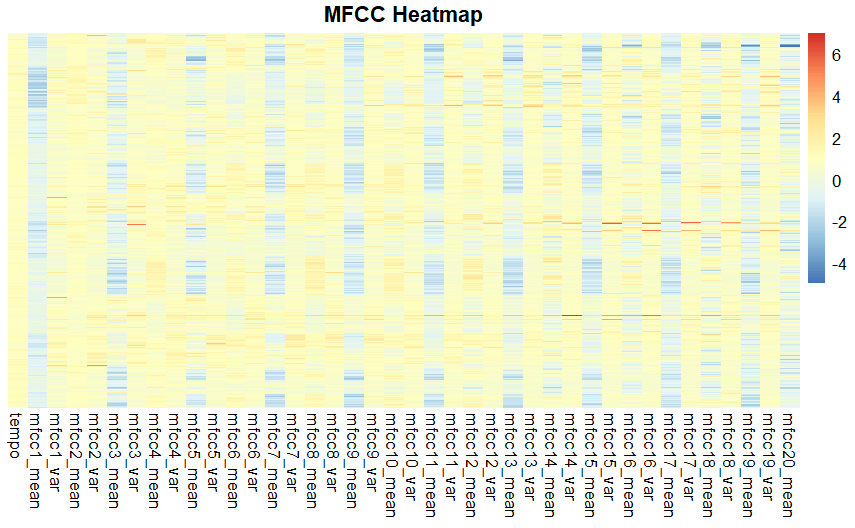 MFCC Heatmap
6
4
2
0
-2
-4
tempo
mfcc1_mean
mfcc1_var
mfcc2_mean
mfcc2_var
mfcc3_mean
mfcc3_var
mfcc4_mean
mfcc4_var
mfcc5_mean
mfcc5_var
mfcc6_mean
mfcc6_var
mfcc7_mean
mfcc7_var
mfcc8_mean
mfcc8_var
mfcc9_mean
mfcc9_var
mfcc10_mean
mfcc10_var
mfcc11_mean
mfcc11_var
mfcc12_mean
mfcc12_var
mfcc13_mean
mfcc13_var
mfcc14_mean
mfcc14_var
mfcc15_mean
mfcc15_var
mfcc16_mean
mfcc16_var
mfcc17_mean
mfcc17_var
mfcc18_mean
mfcc18_var
mfcc19_mean
mfcc19_var
mfcc20_mean